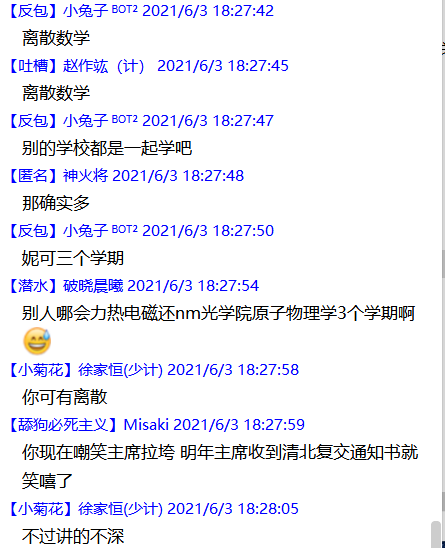 【反包】小兔子 BOT2 2021/6/3 18:27:42
离散数学
【吐槽】赵作竑（计） 2021/6/3 18:27:45
离散数学
【反包】小兔子 BOT2 2021/6/3 18:27:47
别的学校都是一起学吧
【匿名】神火将 2021/6/3 18:27:48
那确实多
【反包】小兔子 BOT2 2021/6/3 18:27:50
妮可三个学期
【潜水】破晓晨曦 2021/6/3 18:27:54
别人哪会力热电磁还nm光学院原子物理学3个学期啊
【小菊花】徐家恒(少计) 2021/6/3 18:27:58
你可有离散
【舔狗必死主义】Misaki 2021/6/3 18:27:59
你现在嘲笑主席拉垮 明年主席收到清北复交通知书就
笑嘻了
【小菊花】徐家恒(少计) 2021/6/3 18:28:05
不过讲的不深